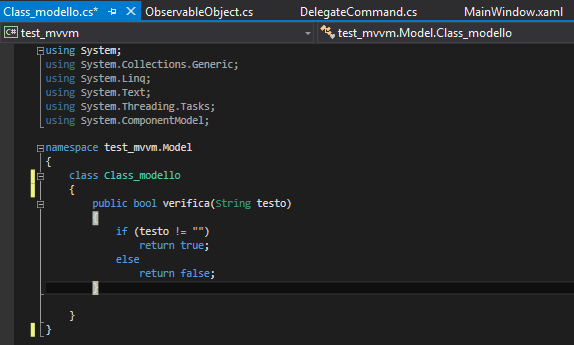 Class_modello.cs* ObservableObject.cs DelegateCommand.cs MainWindow.xaml
C# test_mvvm test_mvvm.Model.Class_modello
using System;
using System.Collections.Generic;
using System.Linq;
using System.Text;
using System.Threading.Tasks;
using System.ComponentModel;
namespace test_mvvm.Model
{
class Class_modello
{
public bool verifica(String testo)
{
if (testo != "")
return true;
else
return false;
}
}
}